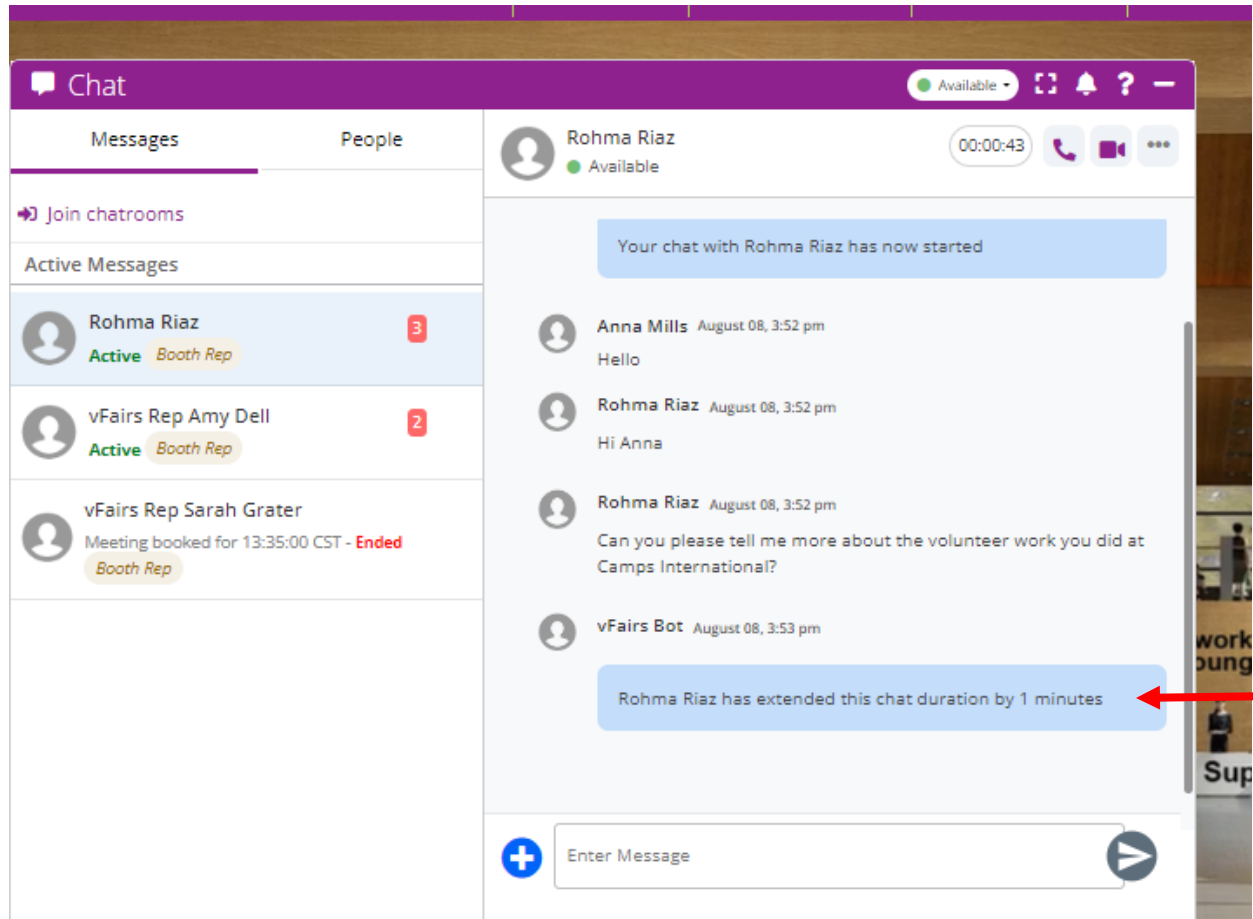 Chat
Available
?
Messages
People
Join chatrooms
Active Messages
Rohma Riaz
3
Active Booth Rep
vFairs Rep Amy Dell
2
Active Booth Rep
vFairs Rep Sarah Grater
Meeting booked for 13:35:00 CST - Ended
Booth Rep
Rohma Riaz
Available
00:00:43
Your chat with Rohma Riaz has now started
Anna Mills August 08, 3:52 pm
Hello
Rohma Riaz August 08, 3:52 pm
Hi Anna
Rohma Riaz August 08, 3:52 pm
Can you please tell me more about the volunteer work you did at
Camps International?
vFairs Bot August 08, 3:53 pm
Rohma Riaz has extended this chat duration by 1 minutes
Enter Message
work
oung
Sup